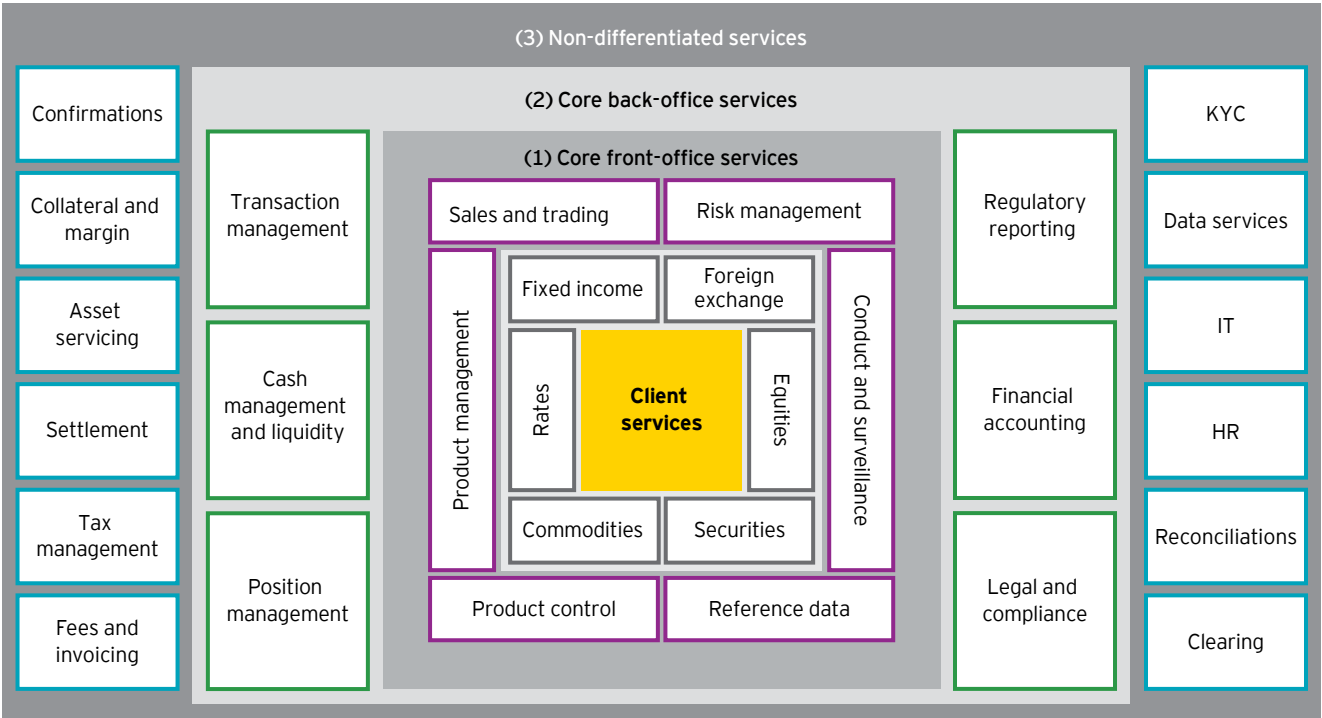 (3) Non-differentiated services
(2) Core back-office services
(1) Core front-office services
Confirmations
Collateral and
margin
Asset
servicing
Settlement
Tax
management
Fees and
invoicing
Transaction
management
Cash
management
and liquidity
Position
management
Sales and trading
Risk management
Product management
Fixed income
Foreign
exchange
Rates
Client
services
Equities
Commodities
Securities
Conduct and surveillance
Product control
Reference data
Regulatory
reporting
Financial
accounting
Legal and
compliance
KYC
Data services
IT
HR
Reconciliations
Clearing